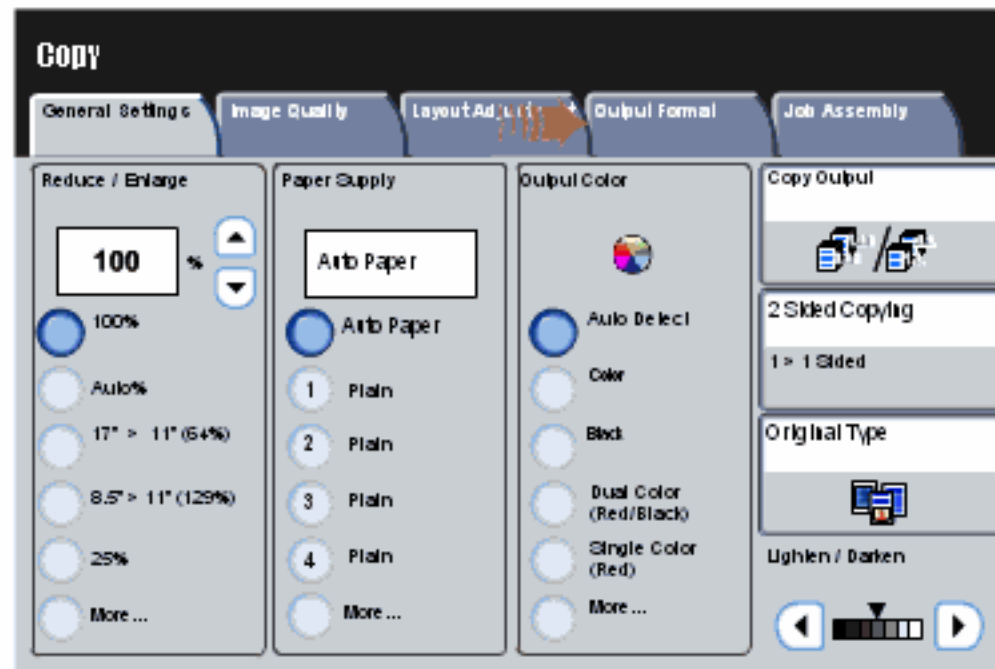 Copy
General Settings
Image Quality
Layout Adjustment
Output Format
Job Assembly
Reduce / Enlarge
100
%
100%
Auto%
17" > 11" (64%)
8.5" > 11" (129%)
25%
More ...
Paper Supply
Auto Paper
Auto Paper
1 Plain
2 Plain
3 Plain
4 Plain
More ...
Output Color
Auto Detect
Color
Black
Dual Color
(Red/Black)
Single Color
(Red)
More ...
Copy Output
2 Sided Copying
1 > 1 Sided
Original Type
Lighten / Darken